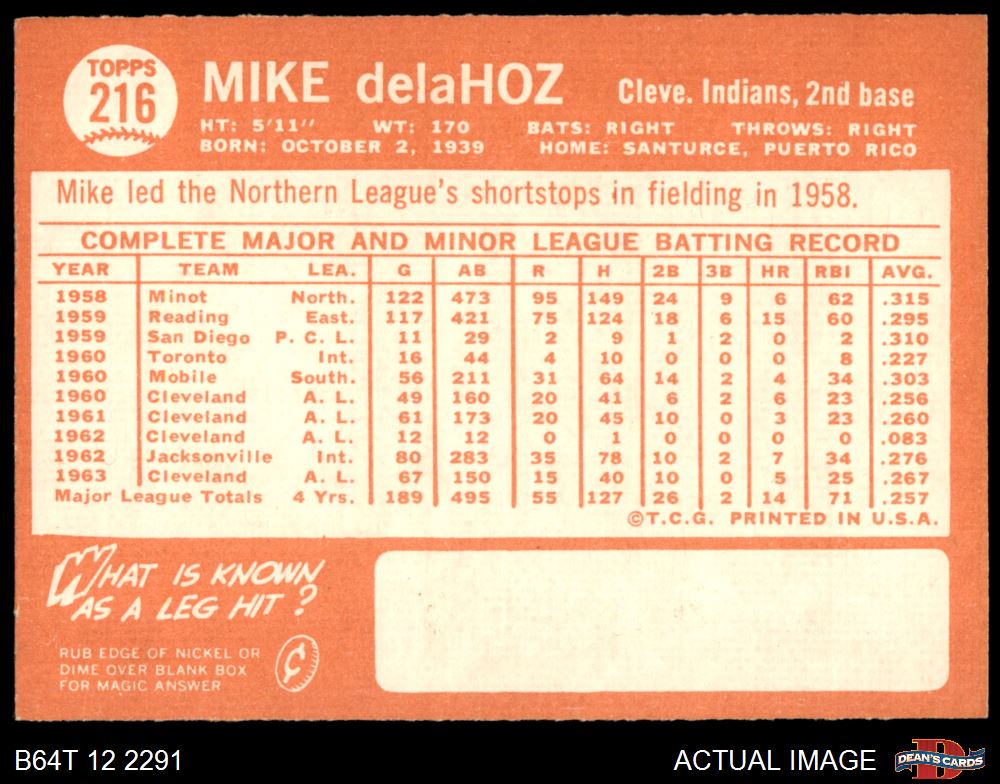 TOPPS
216
MIKE delaHOZ Cleve. Indians, 2nd base
HT: 5'11" WT: 170 BATS: RIGHT THROWS: RIGHT
BORN: OCTOBER 2, 1939 HOME: SANTURCE, PUERTO RICO
Mike led the Northern League's shortstops in fielding in 1958.
COMPLETE MAJOR AND MINOR LEAGUE BATTING RECORD
YEAR TEAM LEA. G AB R H 2B 3B HR RBI AVG.
1958 Minot North. 122 473 95 149 24 9 6 62 .315
1959 Reading East. 117 421 75 124 18 6 15 60 .295
1959 San Diego P. C. L. 11 29 2 9 1 2 0 2 .310
1960 Toronto Int. 16 44 4 10 0 0 0 8 .227
1960 Mobile South. 56 211 31 64 14 2 4 34 .303
1960 Cleveland A. L. 49 160 20 41 6 2 6 23 .256
1961 Cleveland A. L. 61 173 20 45 10 0 3 23 .260
1962 Cleveland A. L. 12 12 0 1 0 0 0 0 .083
1962 Jacksonville Int. 80 283 35 78 10 2 7 34 .276
1963 Cleveland A. L. 67 150 15 40 10 0 5 25 .267
Major League Totals 4 Yrs. 189 495 55 127 26 2 14 71 .257
©T.C.G. PRINTED IN U.S.A.
WHAT IS KNOWN
AS A LEG HIT?
RUB EDGE OF NICKEL OR
DIME OVER BLANK BOX
FOR MAGIC ANSWER
¢
B64T 12 2291 ACTUAL IMAGE D DEAN'S CARDS